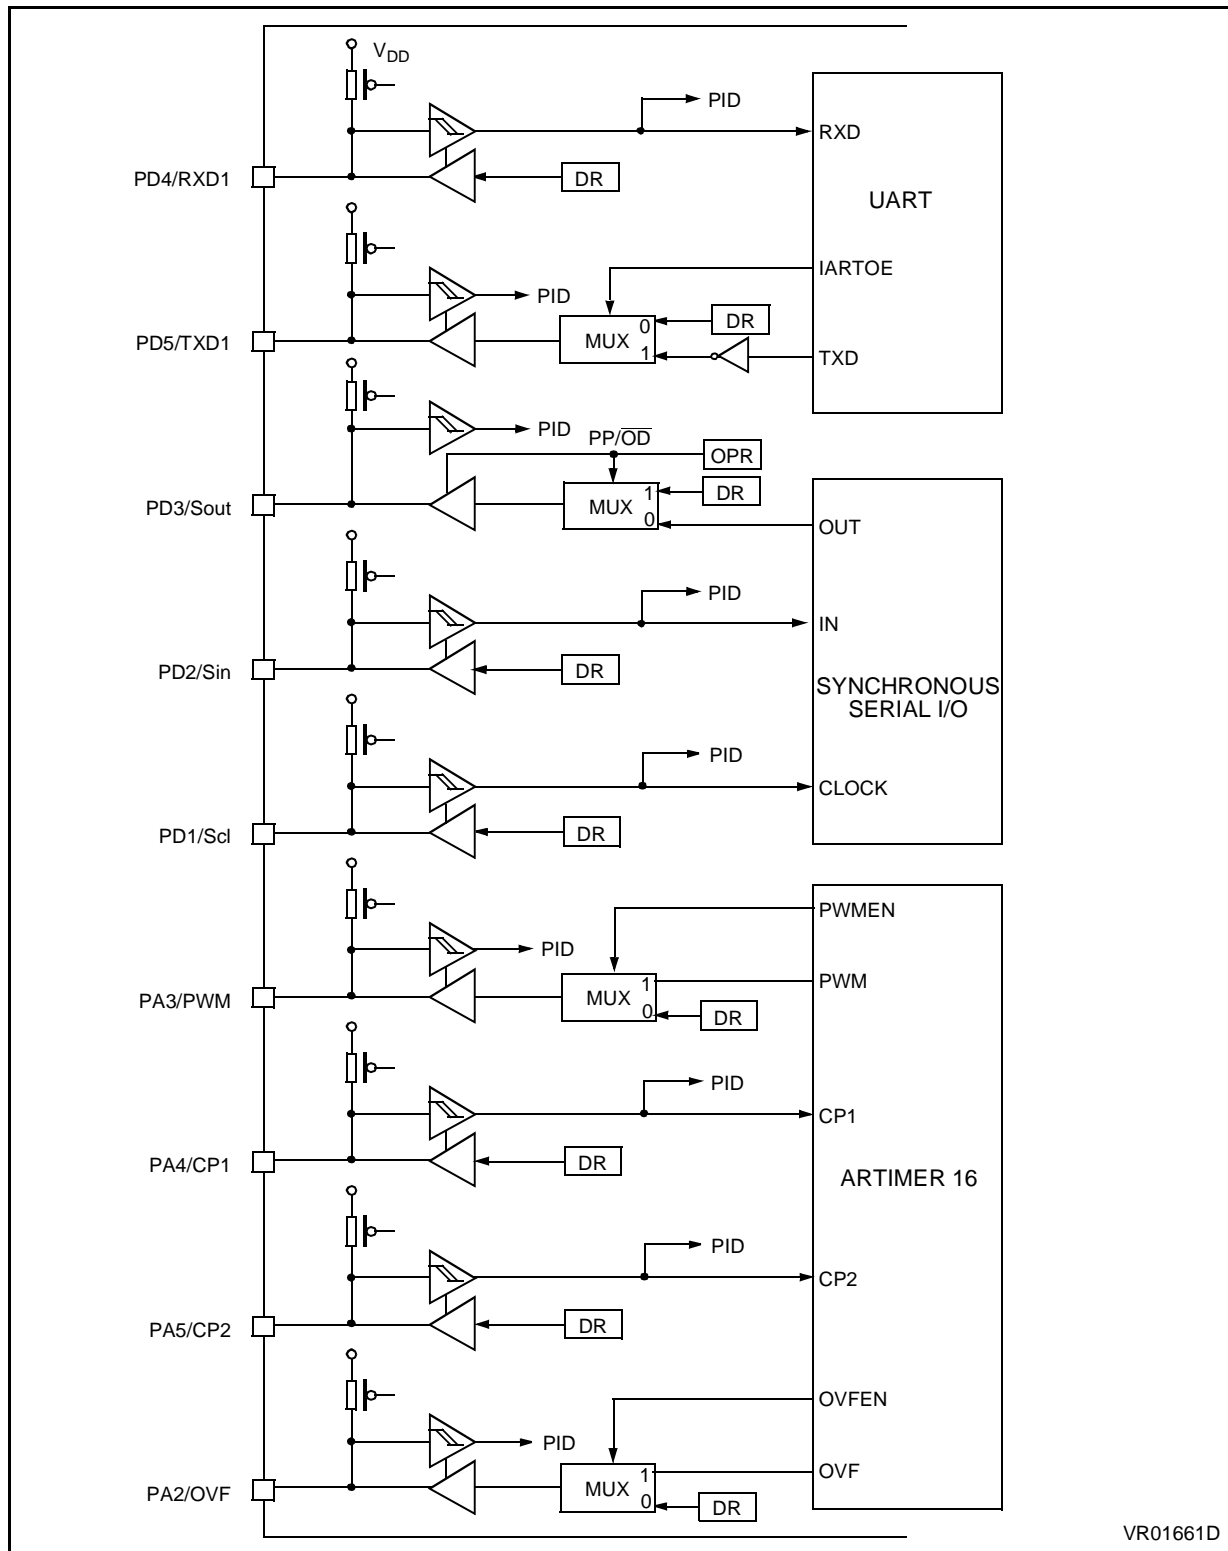 V_DD
PID
RXD
PD4/RXD1
DR
UART
IARTOE
PID
DR
MUX
0
1
PD5/TXD1
TXD
PID
PP/O̅D̅
OPR
DR
PD3/Sout
MUX
1
0
OUT
PID
IN
PD2/Sin
DR
SYNCHRONOUS
SERIAL I/O
PID
CLOCK
PD1/Scl
DR
PWMEN
PID
PA3/PWM
MUX
1
0
PWM
DR
PID
CP1
PA4/CP1
DR
ARTIMER 16
PID
CP2
PA5/CP2
DR
OVFEN
PID
PA2/OVF
MUX
1
0
OVF
DR
VR01661D